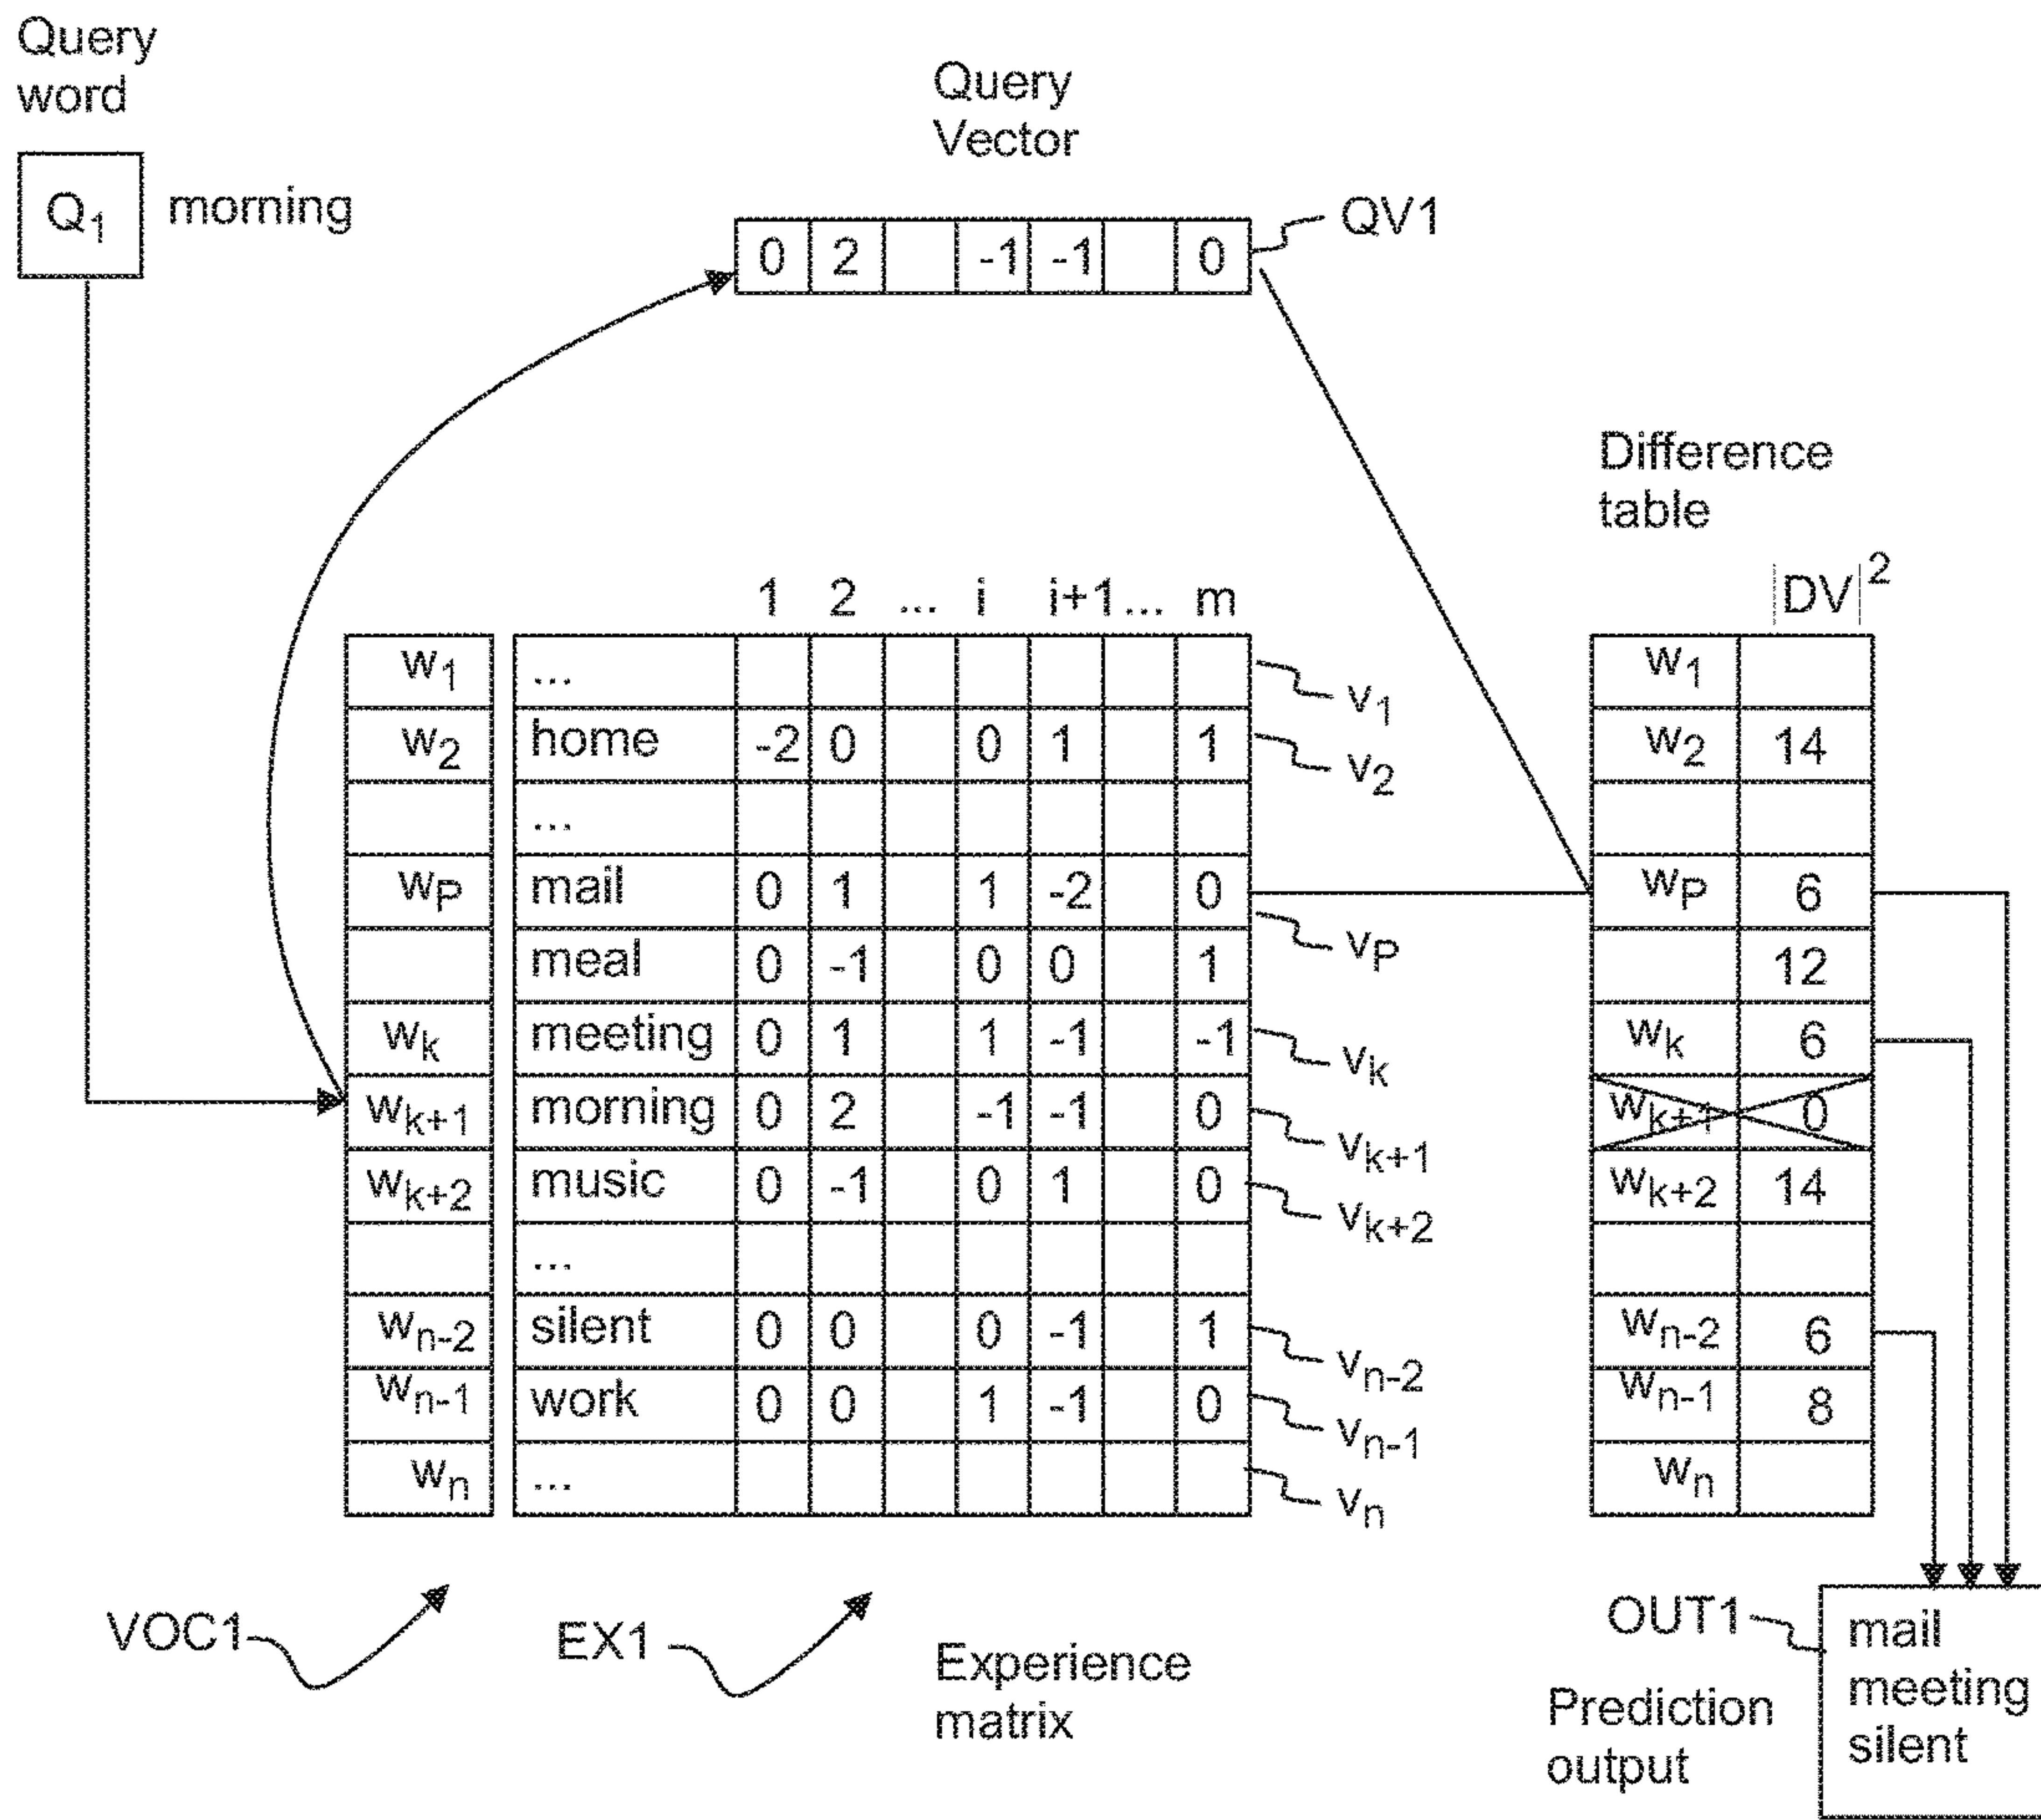 Query
word
Q1 morning
Query
Vector
0 2 -1 -1 0 QV1
Difference
table
|DV|2
1 2 ... i i+1... m
w1 ... v1 w1
w2 home -2 0 0 1 1 v2 w2 14
...
wP mail 0 1 1 -2 0 vP wP 6
meal 0 -1 0 0 1 12
wk meeting 0 1 1 -1 -1 vk wk 6
wk+1 morning 0 2 -1 -1 0 vk+1 wk+1 0
wk+2 music 0 -1 0 1 0 vk+2 wk+2 14
...
wn-2 silent 0 0 0 -1 1 vn-2 wn-2 6
wn-1 work 0 0 1 -1 0 vn-1 wn-1 8
wn ... vn wn
VOC1
EX1
Experience
matrix
OUT1
Prediction
output
mail
meeting
silent